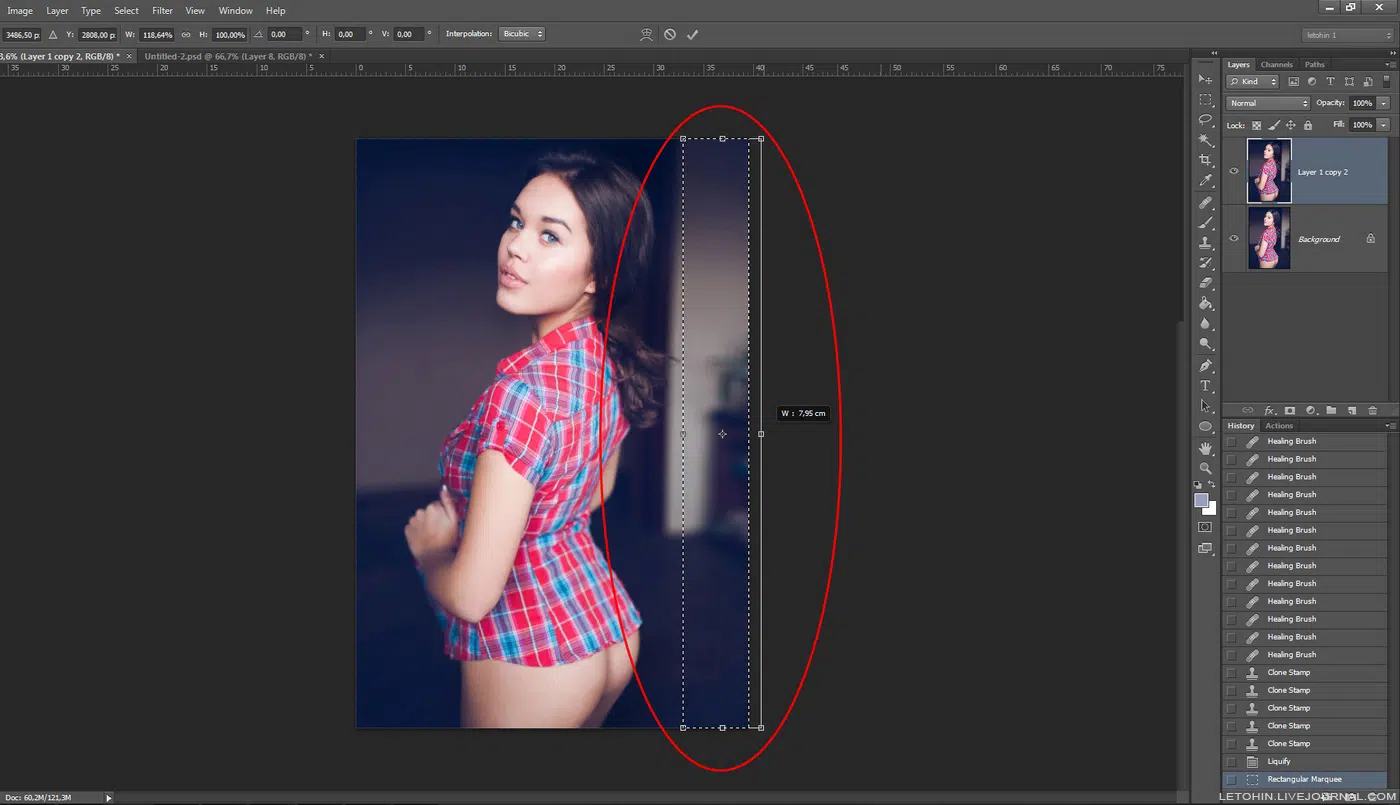 Image Layer Type Select Filter View Window Help
3486,50 p: Y: 2808,00 p: W: 118,64% H: 100,00% 0,00 ° H: 0,00 ° V: 0,00 ° Interpolation: Bicubic letohin 1
3,6% (Layer 1 copy 2, RGB/8) * × Untitled-2.psd @ 66,7% (Layer 8, RGB/8) * ×
35 30 25 20 15 10 5 0 5 10 15 20 25 30 35 40 45 50 55 60 65 70 75
Layers Channels Paths
Kind
Normal Opacity: 100%
Lock: Fill: 100%
Layer 1 copy 2
Background
W : 7,95 cm
History Actions
Healing Brush
Healing Brush
Healing Brush
Healing Brush
Healing Brush
Healing Brush
Healing Brush
Healing Brush
Healing Brush
Healing Brush
Healing Brush
Healing Brush
Healing Brush
Clone Stamp
Clone Stamp
Clone Stamp
Clone Stamp
Clone Stamp
Liquify
Rectangular Marquee
Doc: 60,2M/121,3M
LETOHIN.LIVEJOURNAL.COM